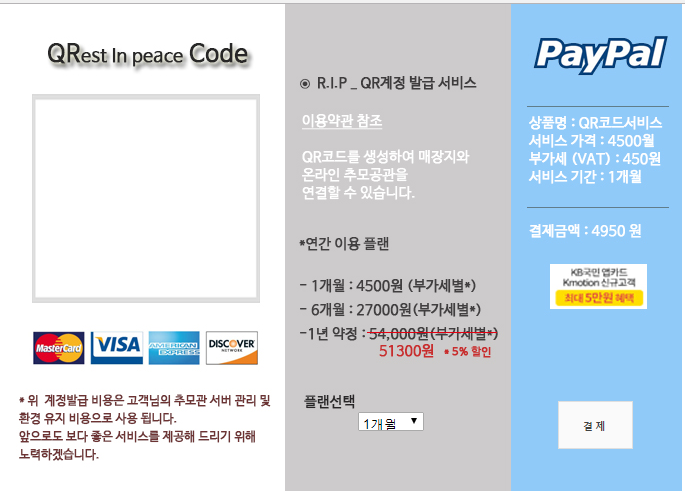 QRest In peace Code
MasterCard
VISA
AMERICAN EXPRESS
DISCOVER
NETWORK
* 위 계정발급 비용은 고객님의 추모관 서버 관리 및
환경 유지 비용으로 사용 됩니다.
앞으로도 보다 좋은 서비스를 제공해 드리기 위해
노력하겠습니다.
R.I.P _ QR계정 발급 서비스
이용약관 참조
QR코드를 생성하여 매장지와
온라인 추모공관을
연결할 수 있습니다.
*연간 이용 플랜
- 1개월 : 4500원 (부가세별*)
- 6개월 : 27000원(부가세별*)
-1년 약정 : 54,000원(부가세별*)
51300원 * 5% 할인
플랜선택
1개월
PayPal
상품명 : QR코드서비스
서비스 가격 : 4500월
부가세 (VAT) : 450원
서비스 기간 : 1개월
결제금액 : 4950 원
KB국민 앱카드
Kmotion 신규고객
최대 5만원 혜택
결 제